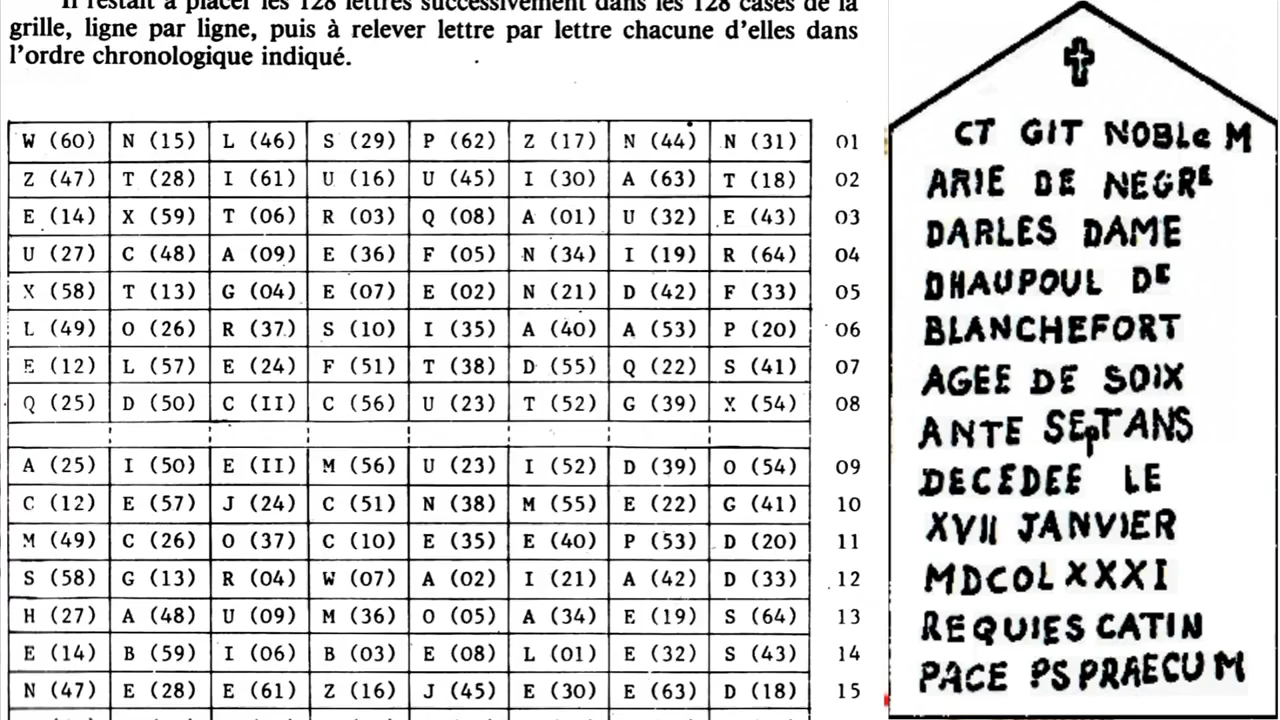 Il restait à placer les 128 lettres successivement dans les 128 cases de la
grille, ligne par ligne, puis à relever lettre par lettre chacune d'elles dans
l'ordre chronologique indiqué.
W (60) N (15) L (46) S (29) P (62) Z (17) N (44) N (31) 01
Z (47) T (28) I (61) U (16) U (45) I (30) A (63) T (18) 02
E (14) X (59) T (06) R (03) Q (08) A (01) U (32) E (43) 03
U (27) C (48) A (09) E (36) F (05) N (34) I (19) R (64) 04
X (58) T (13) G (04) E (07) E (02) N (21) D (42) F (33) 05
L (49) O (26) R (37) S (10) I (35) A (40) A (53) P (20) 06
E (12) L (57) E (24) F (51) T (38) D (55) Q (22) S (41) 07
Q (25) D (50) C (II) C (56) U (23) T (52) G (39) X (54) 08
A (25) I (50) E (II) M (56) U (23) I (52) D (39) O (54) 09
C (12) E (57) J (24) C (51) N (38) M (55) E (22) G (41) 10
M (49) C (26) O (37) C (10) E (35) E (40) P (53) D (20) 11
S (58) G (13) R (04) W (07) A (02) I (21) A (42) D (33) 12
H (27) A (48) U (09) M (36) O (05) A (34) E (19) S (64) 13
E (14) B (59) I (06) B (03) E (08) L (01) E (32) S (43) 14
N (47) E (28) E (61) Z (16) J (45) E (30) E (63) D (18) 15
CT GIT NOBLe M
ARIE DE NEGRE
DARLES DAME
DHAUPOUL DE
BLANCHEFORT
AGEE DE SOIX
ANTE SEpTANS
DECEDEE LE
XVII JANVIER
MDCOLXXXI
REQUIES CATIN
PACE PS PRAECUM